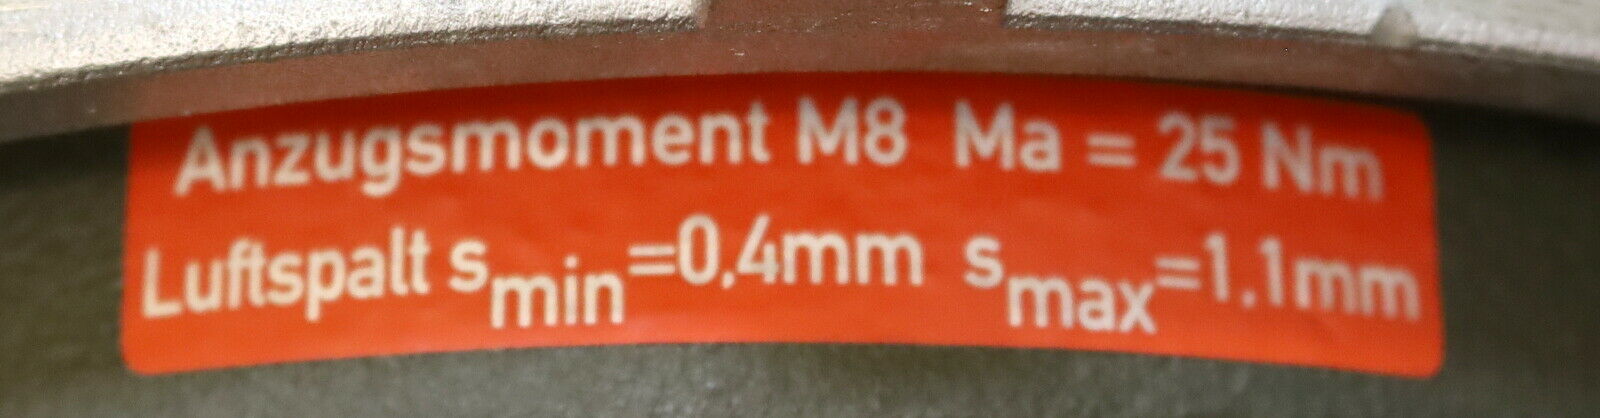 Anzugsmoment M8 Ma = 25 Nm
Luftspalt smin=0,4mm smax=1.1mm